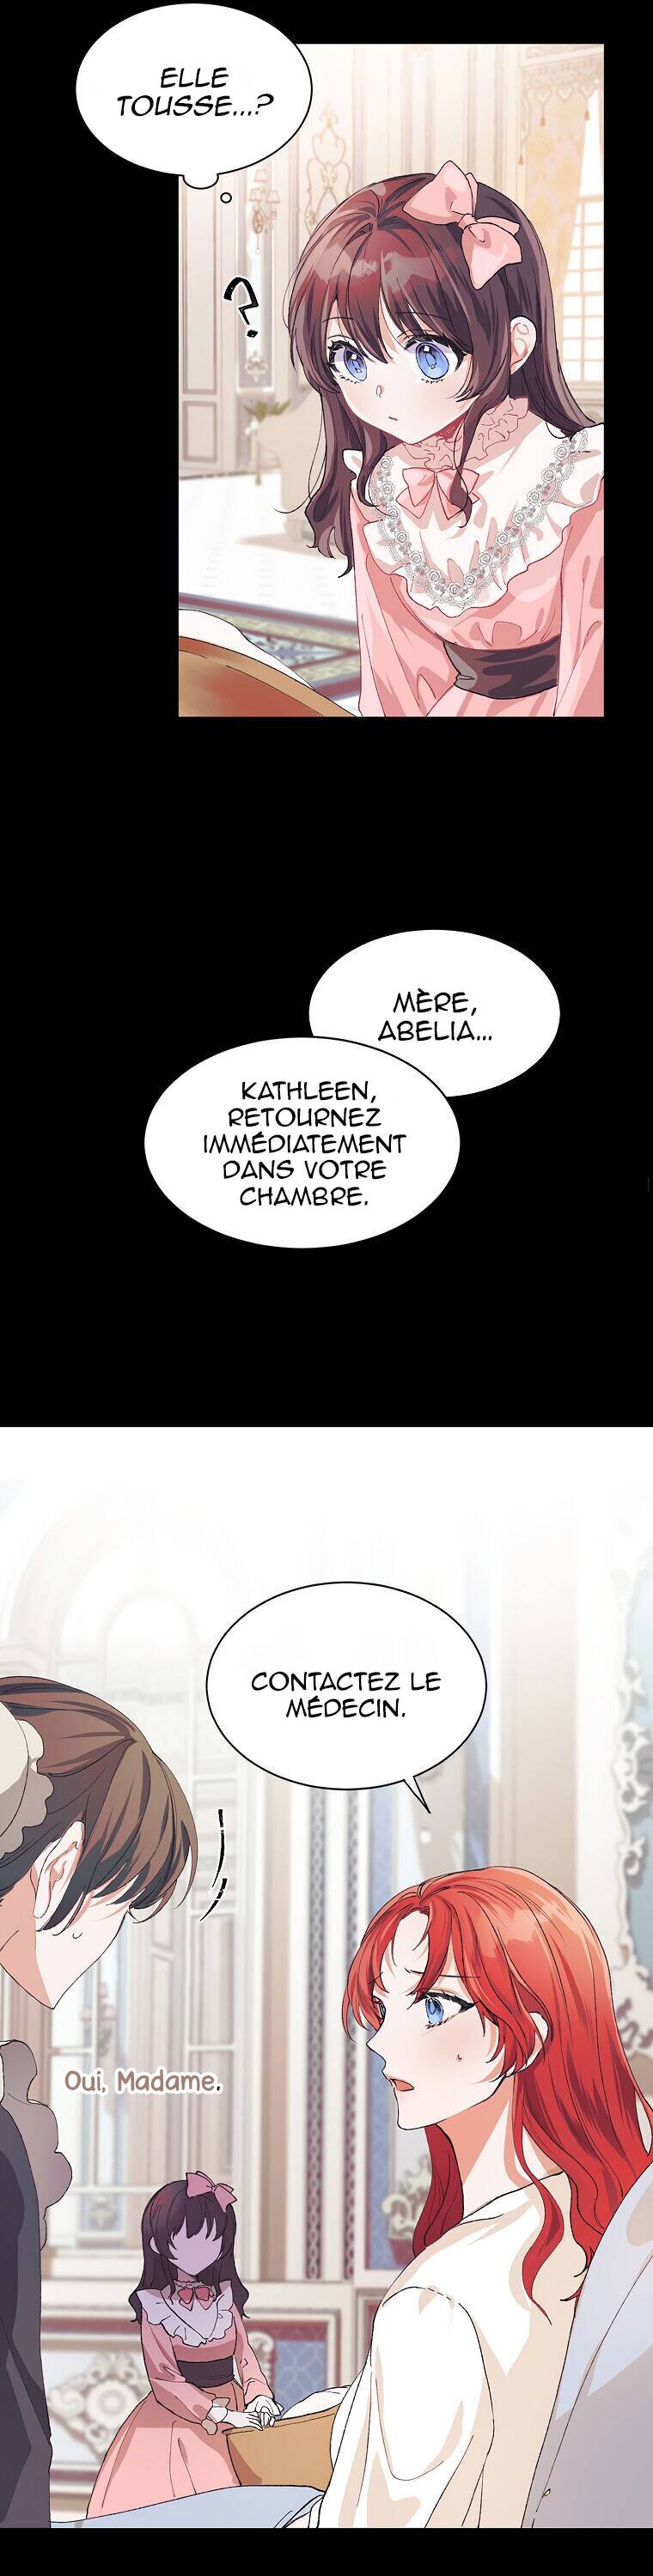 ELLE
TOUSSE...?
?
MÈRE,
ABELIA...
KATHLEEN,
RETOURNEZ
IMMÉDIATEMENT
DANS VOTRE
CHAMBRE.
CONTACTEZ LE
MÉDECIN.
Oui, Madame.